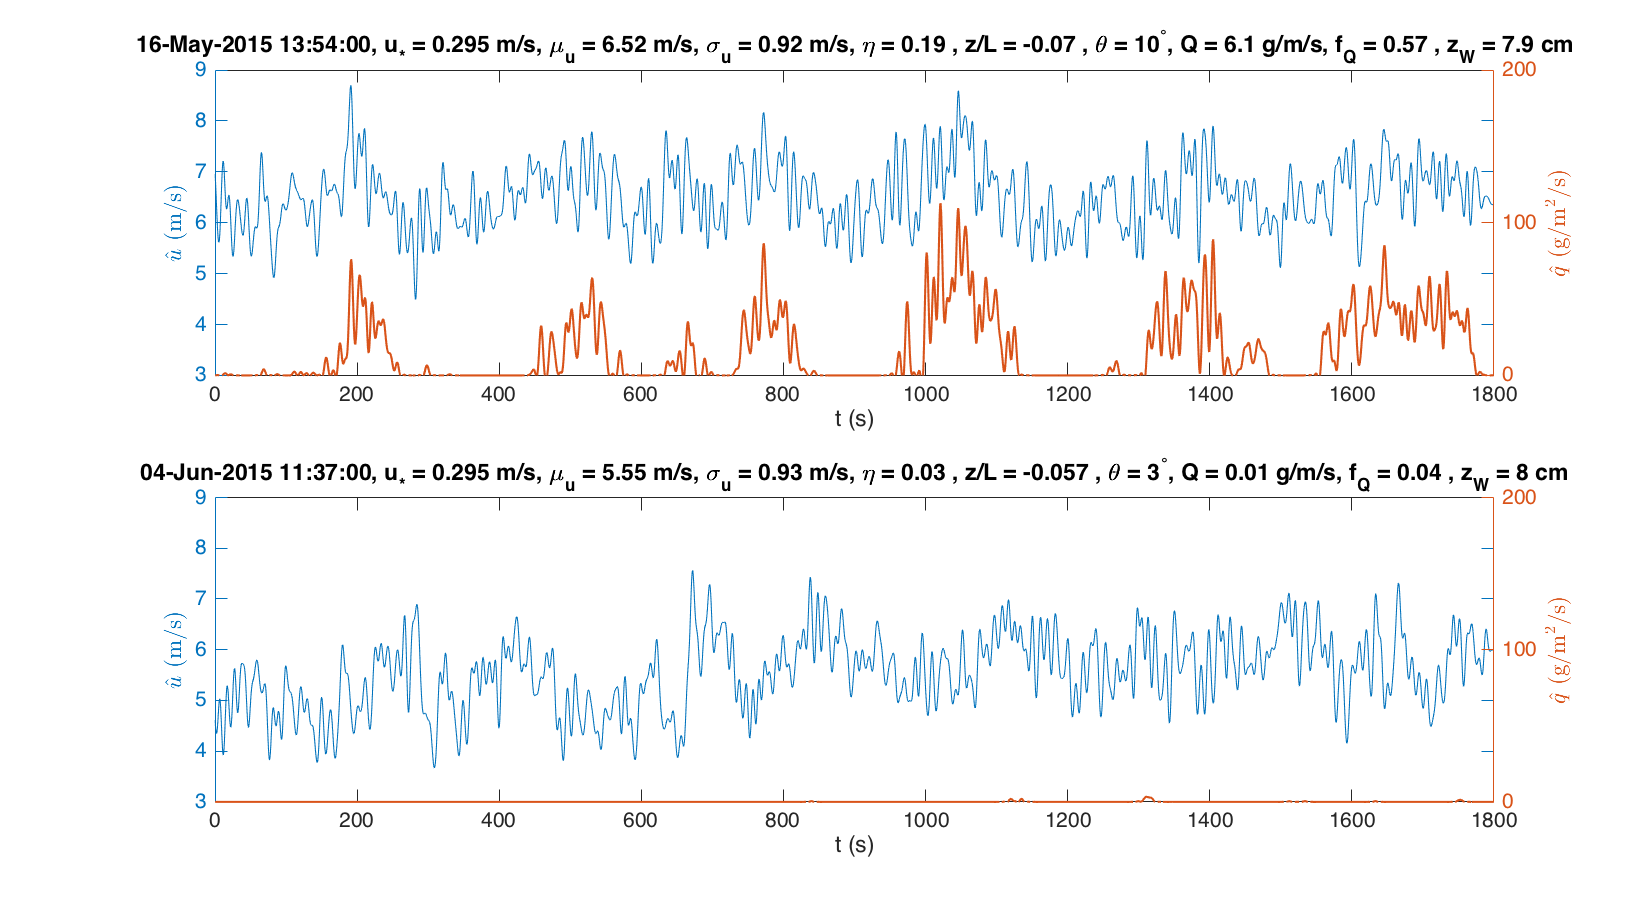 16-May-2015 13:54:00, u* = 0.295 m/s, μu = 6.52 m/s, σu = 0.92 m/s, η = 0.19 , z/L = -0.07 , θ = 10°, Q = 6.1 g/m/s, fQ = 0.57 , zW = 7.9 cm
9
8
7
6
5
4
3
û (m/s)
200
100
0
q̂ (g/m²/s)
0 200 400 600 800 1000 1200 1400 1600 1800
t (s)
04-Jun-2015 11:37:00, u* = 0.295 m/s, μu = 5.55 m/s, σu = 0.93 m/s, η = 0.03 , z/L = -0.057 , θ = 3°, Q = 0.01 g/m/s, fQ = 0.04 , zW = 8 cm
9
8
7
6
5
4
3
û (m/s)
200
100
0
q̂ (g/m²/s)
0 200 400 600 800 1000 1200 1400 1600 1800
t (s)